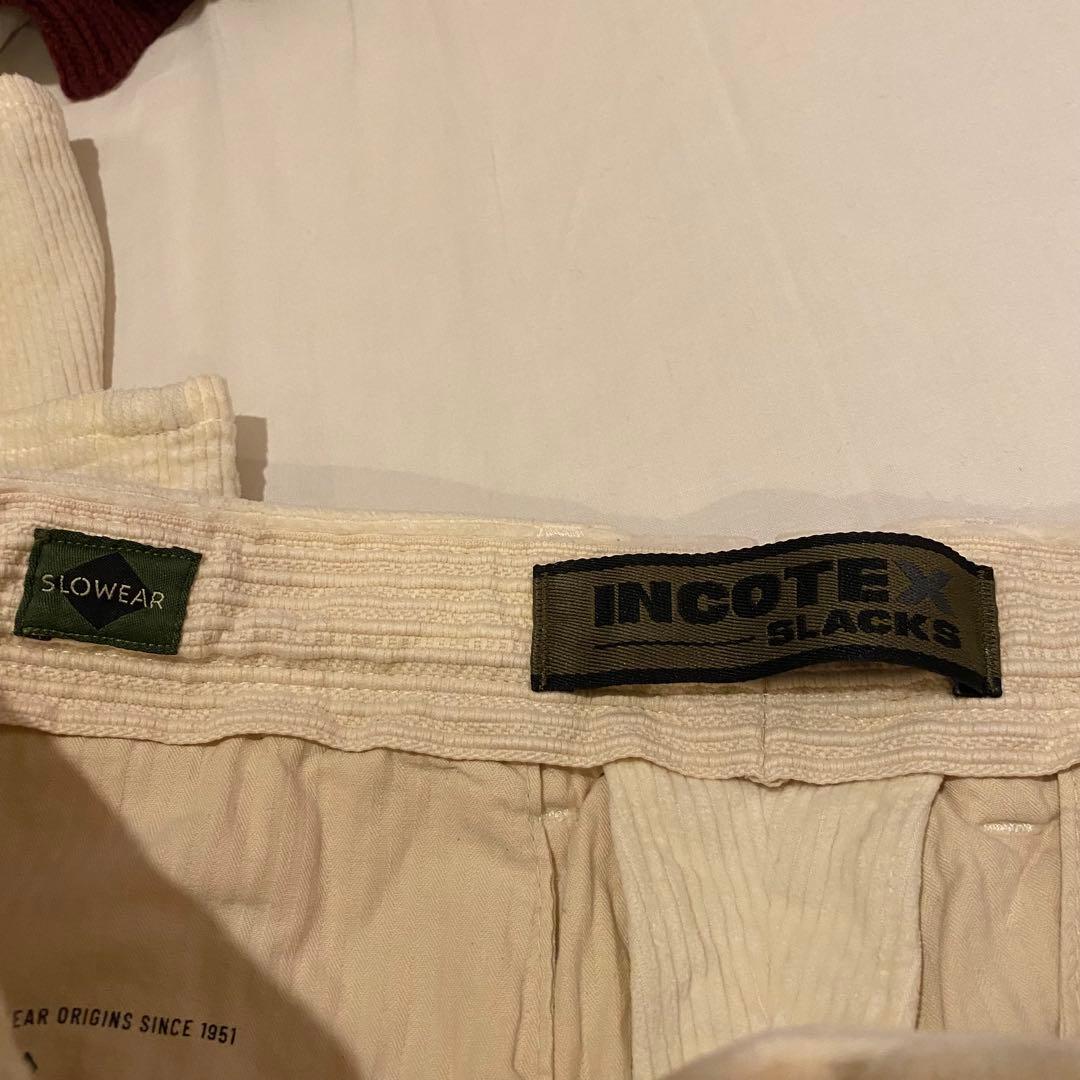 SLOWEAR
INCOTEX
SLACKS
EAR ORIGINS SINCE 1951